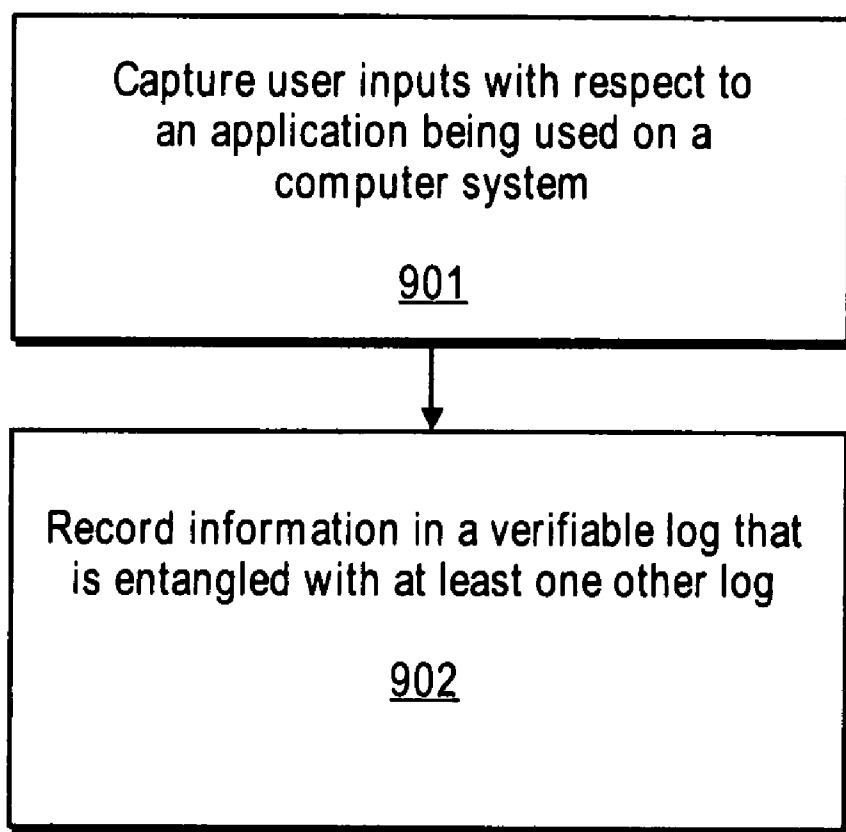 Capture user inputs with respect to
an application being used on a
computer system
901
Record information in a verifiable log that
is entangled with at least one other log
902